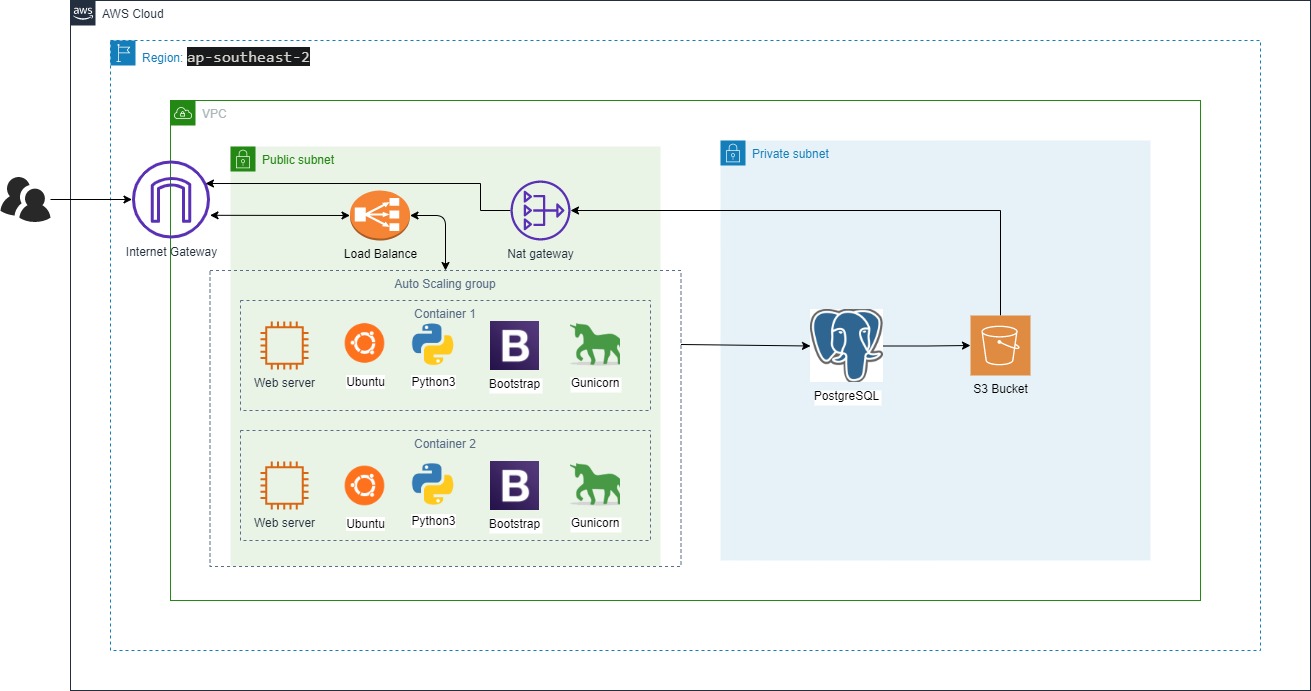 aws
AWS Cloud
Region: ap-southeast-2
VPC
Public subnet
Private subnet
Internet Gateway
Load Balance
Nat gateway
Auto Scaling group
Container 1
Web server
Ubuntu
Python3
B
Bootstrap
Gunicorn
PostgreSQL
S3 Bucket
Container 2
Web server
Ubuntu
Python3
B
Bootstrap
Gunicorn